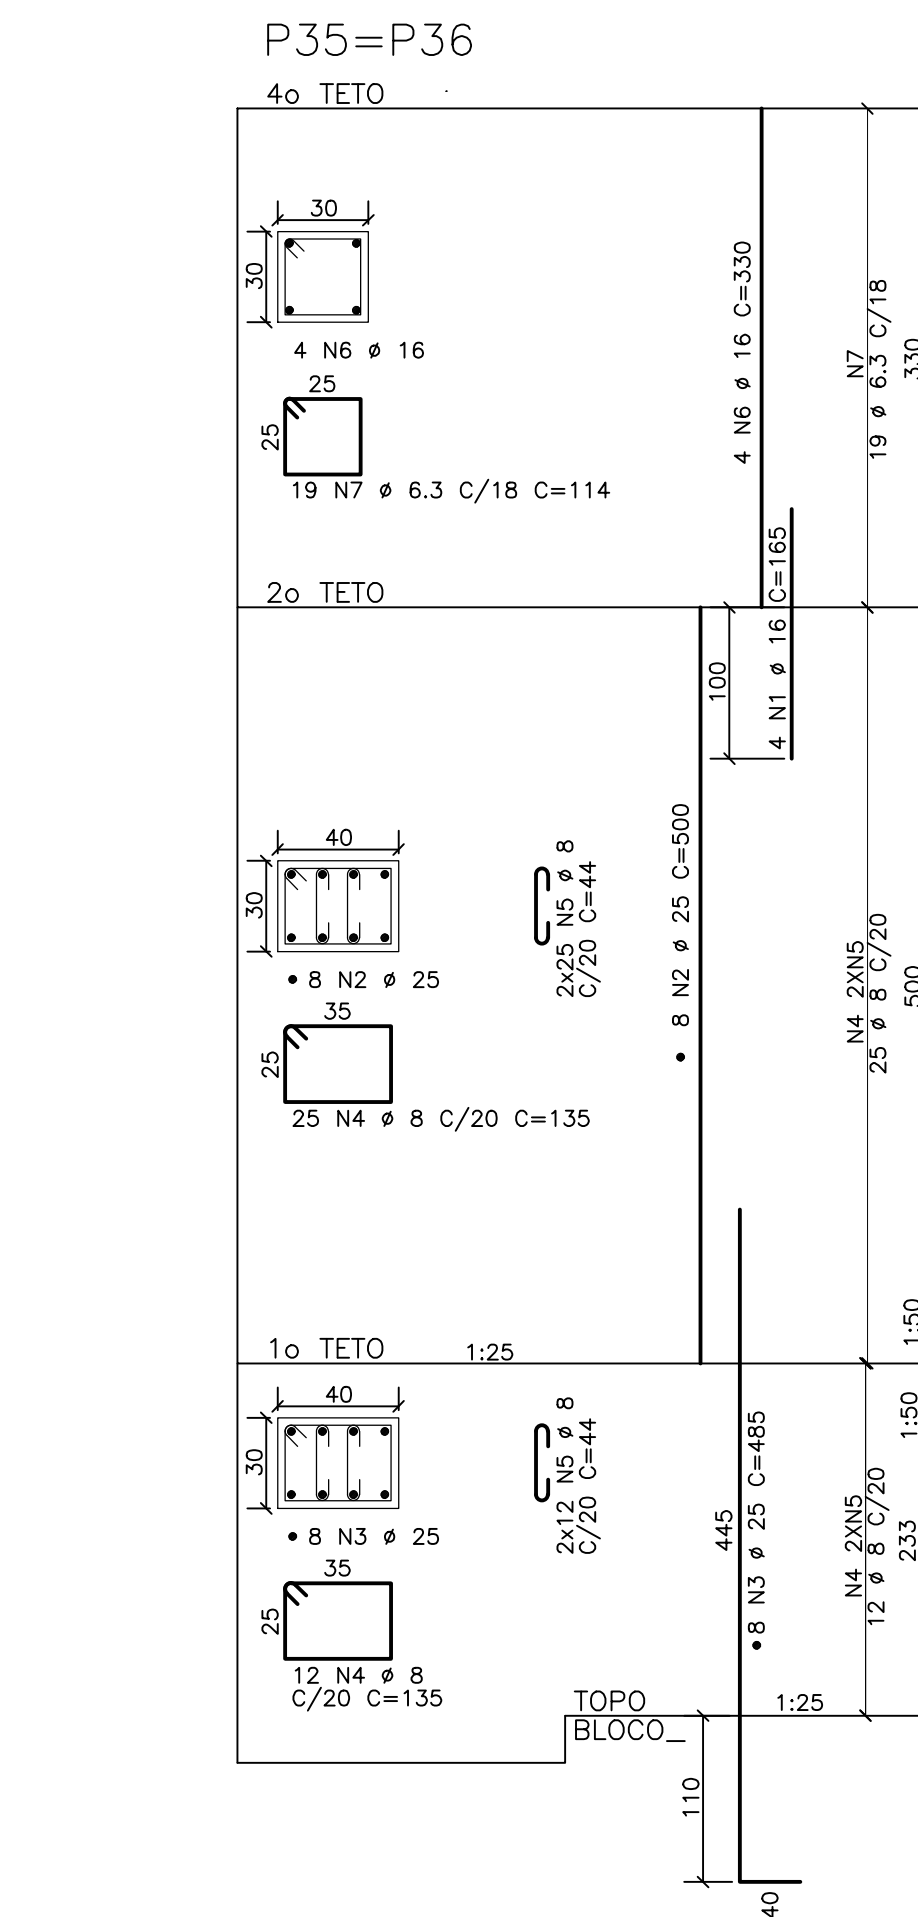 P35=P36
4o TETO
30
30
4 N6 ø 16
25
25
19 N7 ø 6.3 C/18 C=114
4 N6 ø 16 C=330
N7
19 ø 6.3 C/18
330
2o TETO
4 N1 ø 16 C=165
100
40
30
• 8 N2 ø 25
35
25
25 N4 ø 8 C/20 C=135
2x25 N5 ø 8
C/20 C=44
• 8 N2 ø 25 C=500
N4 2XN5
25 ø 8 C/20
500
1:50
1o TETO
1:25
40
30
• 8 N3 ø 25
35
25
12 N4 ø 8
C/20 C=135
2x12 N5 ø 8
C/20 C=44
445
• 8 N3 ø 25 C=485
N4 2XN5
12 ø 8 C/20
233
1:50
TOPO
BLOCO_
1:25
110
40